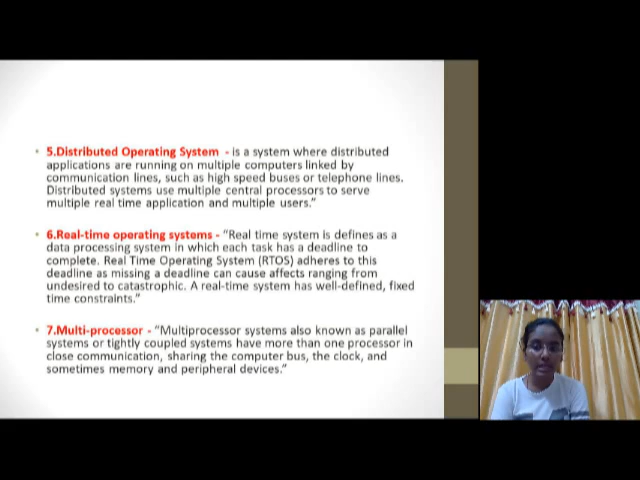 5.Distributed Operating System - is a system where distributed
applications are running on multiple computers linked by
communication lines, such as high speed buses or telephone lines.
Distributed systems use multiple central processors to serve
multiple real time application and multiple users.”
6.Real-time operating systems - “Real time system is defines as a
data processing system in which each task has a deadline to
complete. Real Time Operating System (RTOS) adheres to this
deadline as missing a deadline can cause affects ranging from
undesired to catastrophic. A real-time system has well-defined, fixed
time constraints.”
7.Multi-processor - “Multiprocessor systems also known as parallel
systems or tightly coupled systems have more than one processor in
close communication, sharing the computer bus, the clock, and
sometimes memory and peripheral devices.”